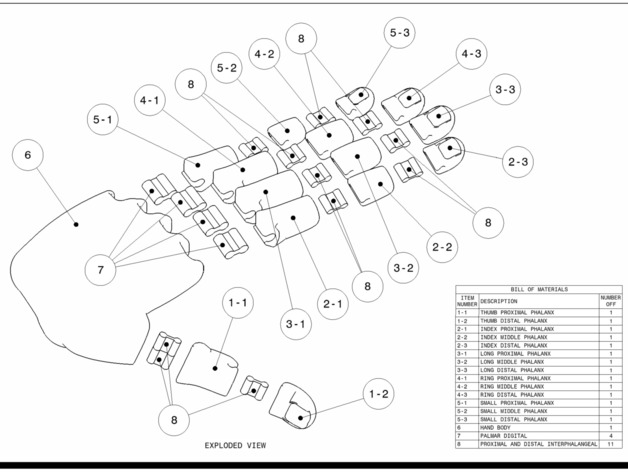 5-3
8
4-2
4-3
5-2
8
3-3
4-1
5-1
6
2-3
8
2-2
3-2
7
8
1-1
2-1
3-1
1-2
8
EXPLODED VIEW
BILL OF MATERIALS
ITEM NUMBER DESCRIPTION NUMBER OFF
1-1 THUMB PROXIMAL PHALANX 1
1-2 THUMB DISTAL PHALANX 1
2-1 INDEX PROXIMAL PHALANX 1
2-2 INDEX MIDDLE PHALANX 1
2-3 INDEX DISTAL PHALANX 1
3-1 LONG PROXIMAL PHALANX 1
3-2 LONG MIDDLE PHALANX 1
3-3 LONG DISTAL PHALANX 1
4-1 RING PROXIMAL PHALANX 1
4-2 RING MIDDLE PHALANX 1
4-3 RING DISTAL PHALANX 1
5-1 SMALL PROXIMAL PHALANX 1
5-2 SMALL MIDDLE PHALANX 1
5-3 SMALL DISTAL PHALANX 1
6 HAND BODY 1
7 PALMAR DIGITAL 4
8 PROXIMAL AND DISTAL INTERPHALANGEAL 11